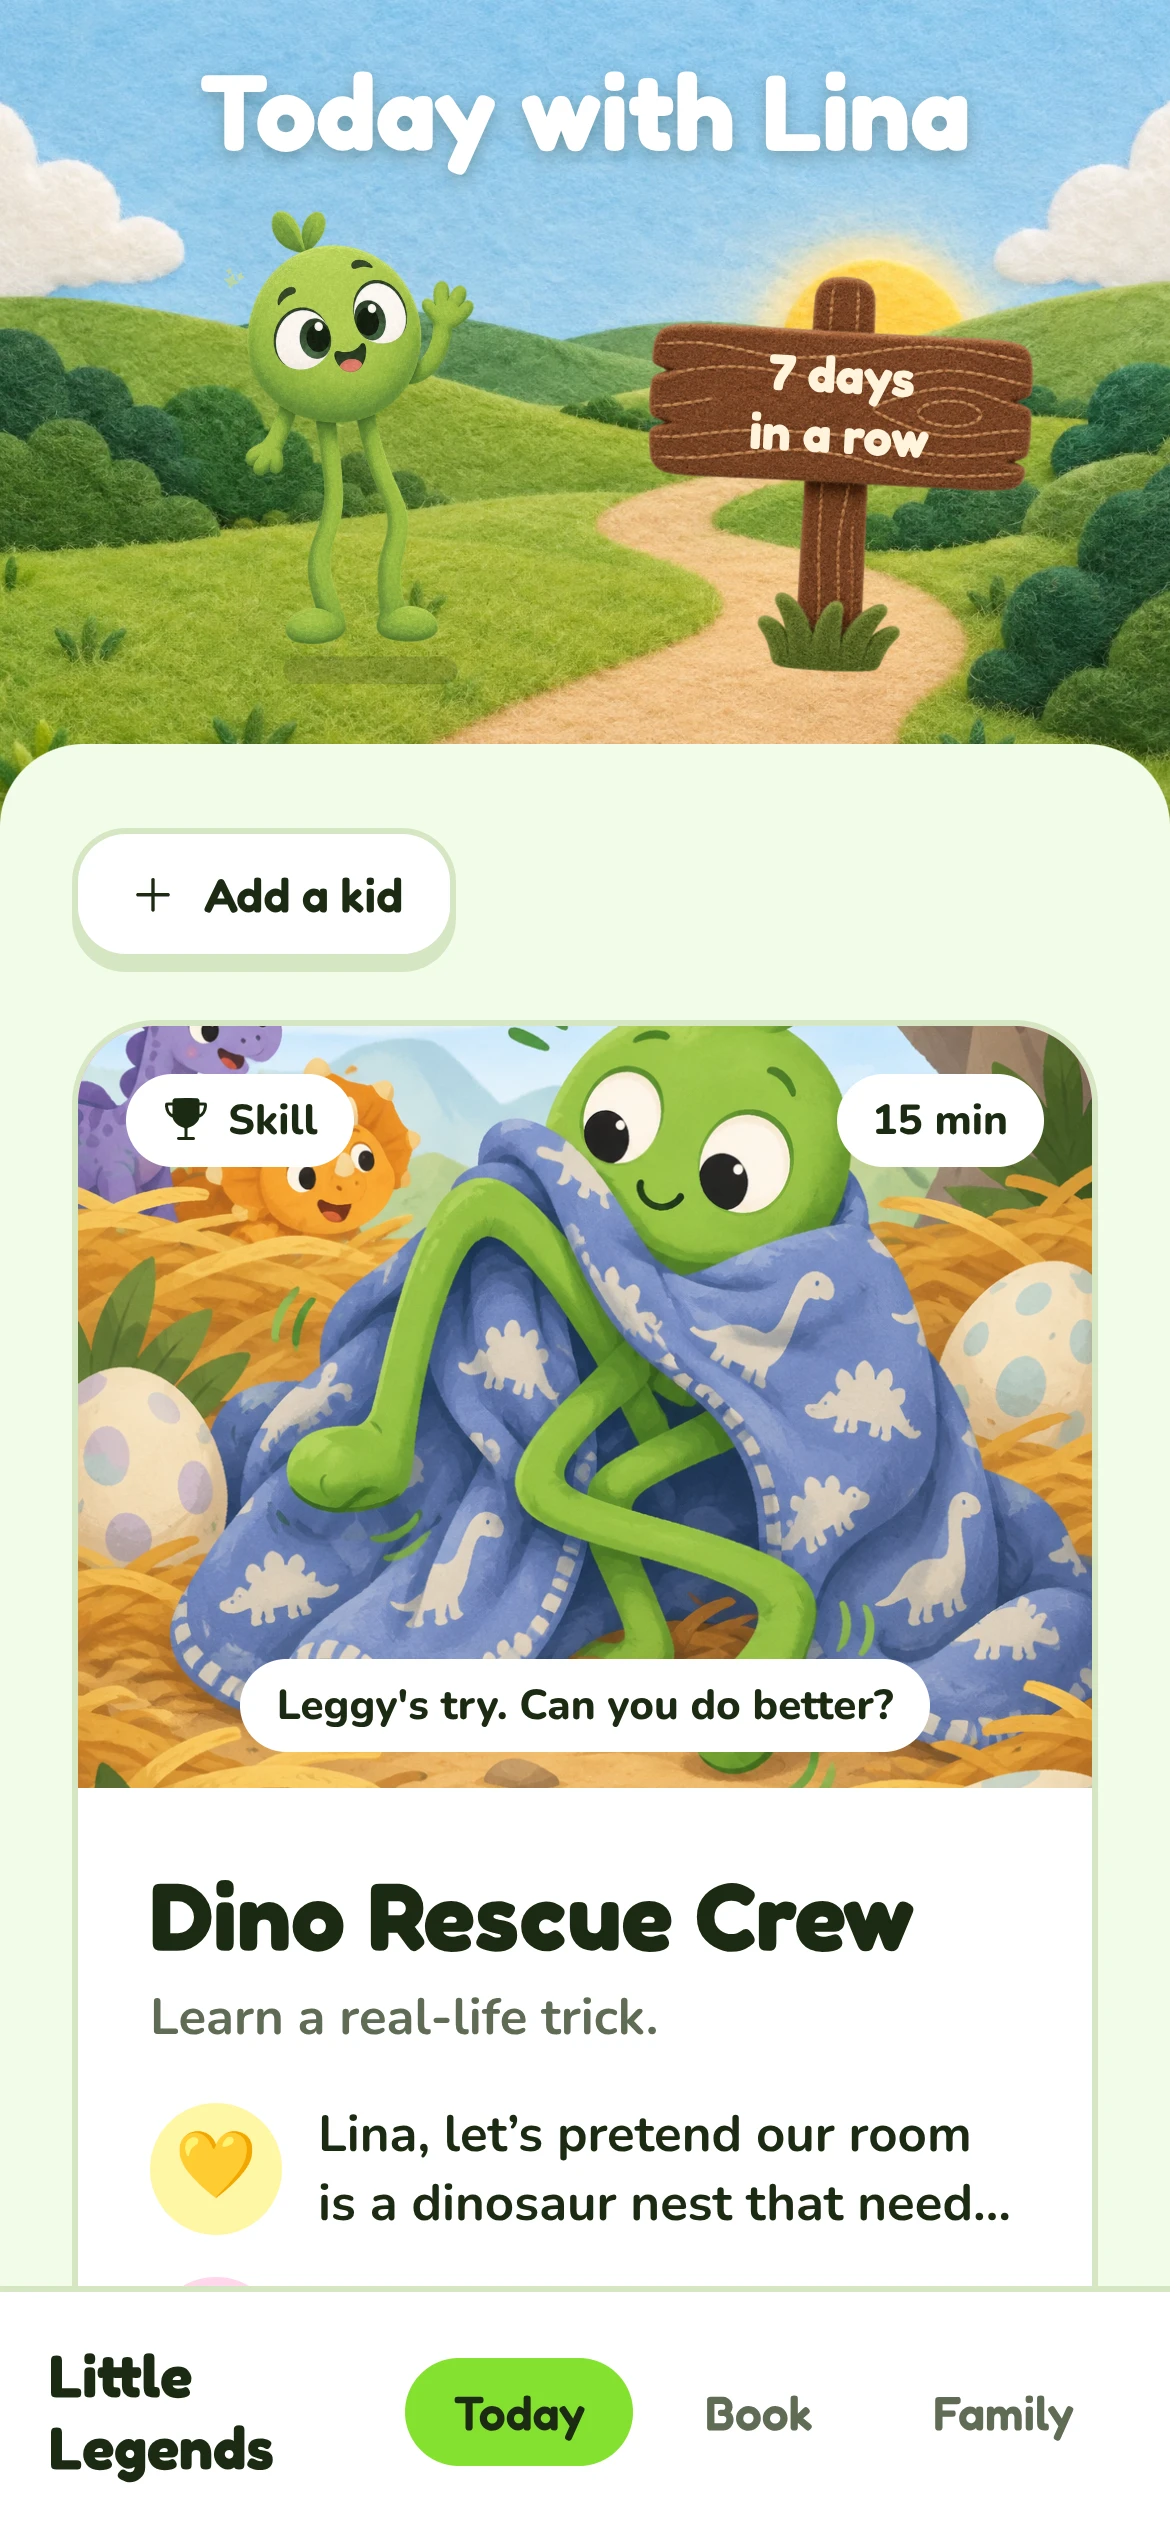 Today with Lina
7 days
in a row
Add a kid
Skill
15 min
Leggy's try. Can you do better?
Dino Rescue Crew
Learn a real-life trick.
Lina, let’s pretend our room
is a dinosaur nest that need...
Little
Legends
Today
Book
Family